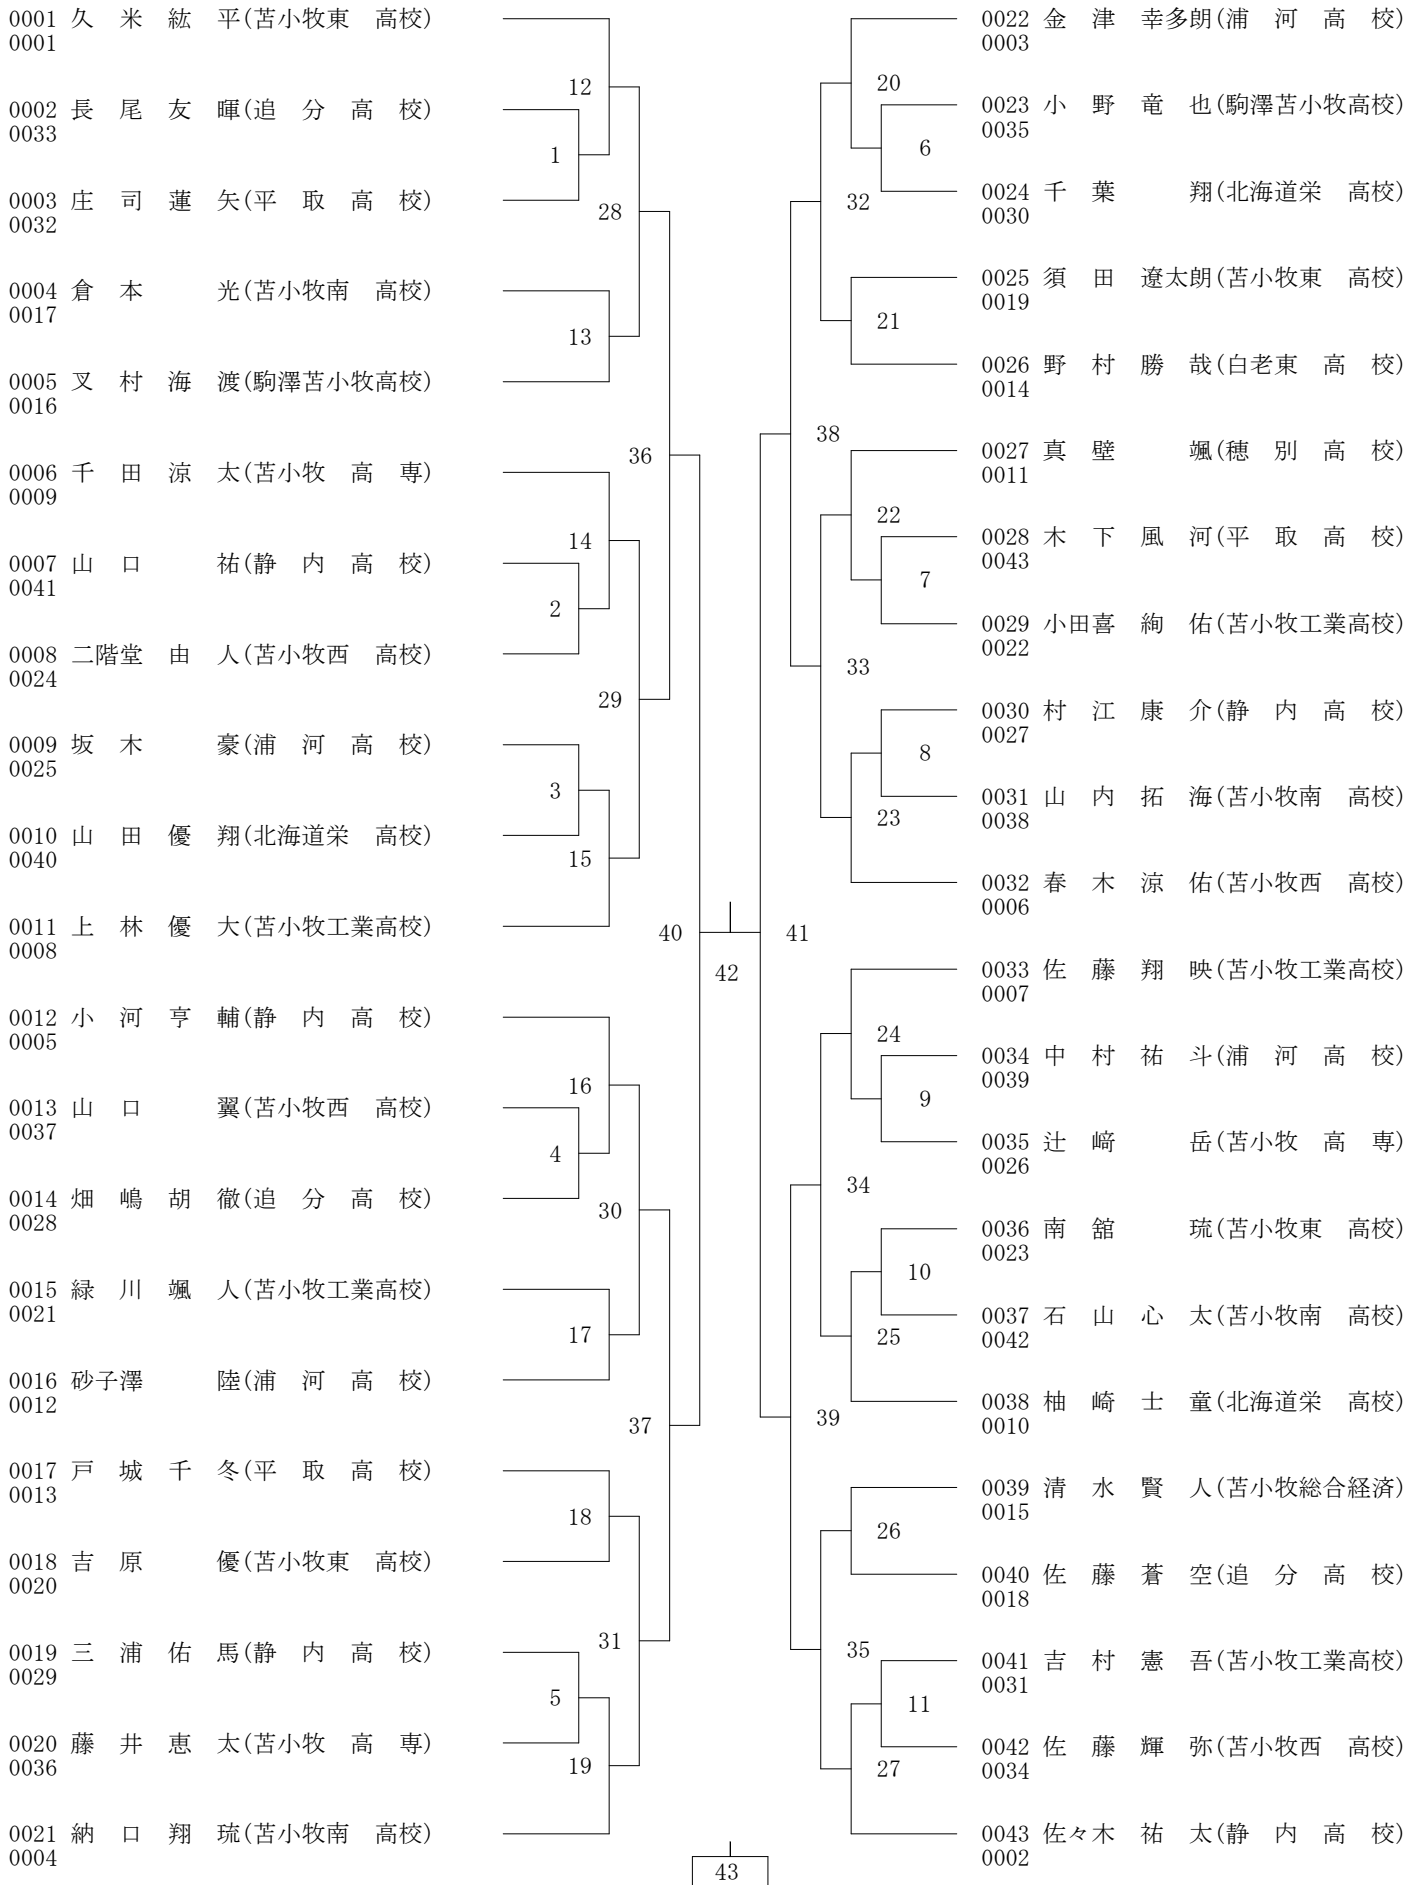 0001 久　米　紘　平(苫小牧東　高校)
0001
12
0002 長　尾　友　暉(追　分　高　校)
0033
1
0003 庄　司　蓮　矢(平　取　高　校)
0032
28
0004 倉　本　　　光(苫小牧南　高校)
0017
13
0005 叉　村　海　渡(駒澤苫小牧高校)
0016
36
0006 千　田　涼　太(苫小牧　高　専)
0009
14
0007 山　口　　　祐(静　内　高　校)
0041
2
0008 二階堂　由　人(苫小牧西　高校)
0024
29
0009 坂　木　　　豪(浦　河　高　校)
0025
3
0010 山　田　優　翔(北海道栄　高校)
0040
15
0011 上　林　優　大(苫小牧工業高校)
0008
40
42
0012 小　河　亨　輔(静　内　高　校)
0005
16
0013 山　口　　　翼(苫小牧西　高校)
0037
4
0014 畑　嶋　胡　徹(追　分　高　校)
0028
30
0015 緑　川　颯　人(苫小牧工業高校)
0021
17
0016 砂子澤　　　陸(浦　河　高　校)
0012
37
0017 戸　城　千　冬(平　取　高　校)
0013
18
0018 吉　原　　　優(苫小牧東　高校)
0020
31
0019 三　浦　佑　馬(静　内　高　校)
0029
5
0020 藤　井　恵　太(苫小牧　高　専)
0036
19
0021 納　口　翔　琉(苫小牧南　高校)
0004
43
0022 金　津　幸多朗(浦　河　高　校)
0003
20
0023 小　野　竜　也(駒澤苫小牧高校)
0035
6
0024 千　葉　　　翔(北海道栄　高校)
0030
32
0025 須　田　遼太朗(苫小牧東　高校)
0019
21
0026 野　村　勝　哉(白老東　高　校)
0014
38
0027 真　壁　　　颯(穂　別　高　校)
0011
22
0028 木　下　風　河(平　取　高　校)
0043
7
0029 小田喜　絢　佑(苫小牧工業高校)
0022
33
0030 村　江　康　介(静　内　高　校)
0027
8
0031 山　内　拓　海(苫小牧南　高校)
0038
23
0032 春　木　涼　佑(苫小牧西　高校)
0006
41
0033 佐　藤　翔　映(苫小牧工業高校)
0007
24
0034 中　村　祐　斗(浦　河　高　校)
0039
9
0035 辻　﨑　　　岳(苫小牧　高　専)
0026
34
0036 南　舘　　　琉(苫小牧東　高校)
0023
10
0037 石　山　心　太(苫小牧南　高校)
0042
25
0038 柚　崎　士　童(北海道栄　高校)
0010
39
0039 清　水　賢　人(苫小牧総合経済)
0015
26
0040 佐　藤　蒼　空(追　分　高　校)
0018
35
0041 吉　村　憲　吾(苫小牧工業高校)
0031
11
0042 佐　藤　輝　弥(苫小牧西　高校)
0034
27
0043 佐々木　祐　太(静　内　高　校)
0002